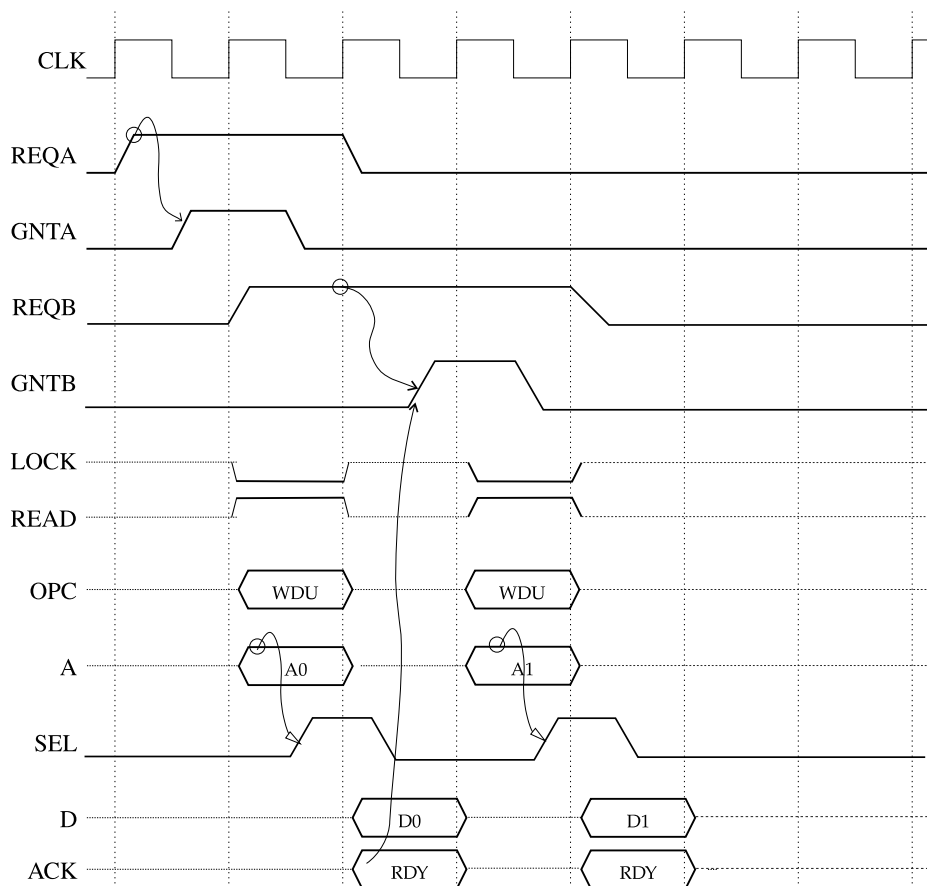 CLK
REQA
GNTA
REQB
GNTB
LOCK
READ
OPC WDU WDU
A A0 A1
SEL
D D0 D1
ACK RDY RDY